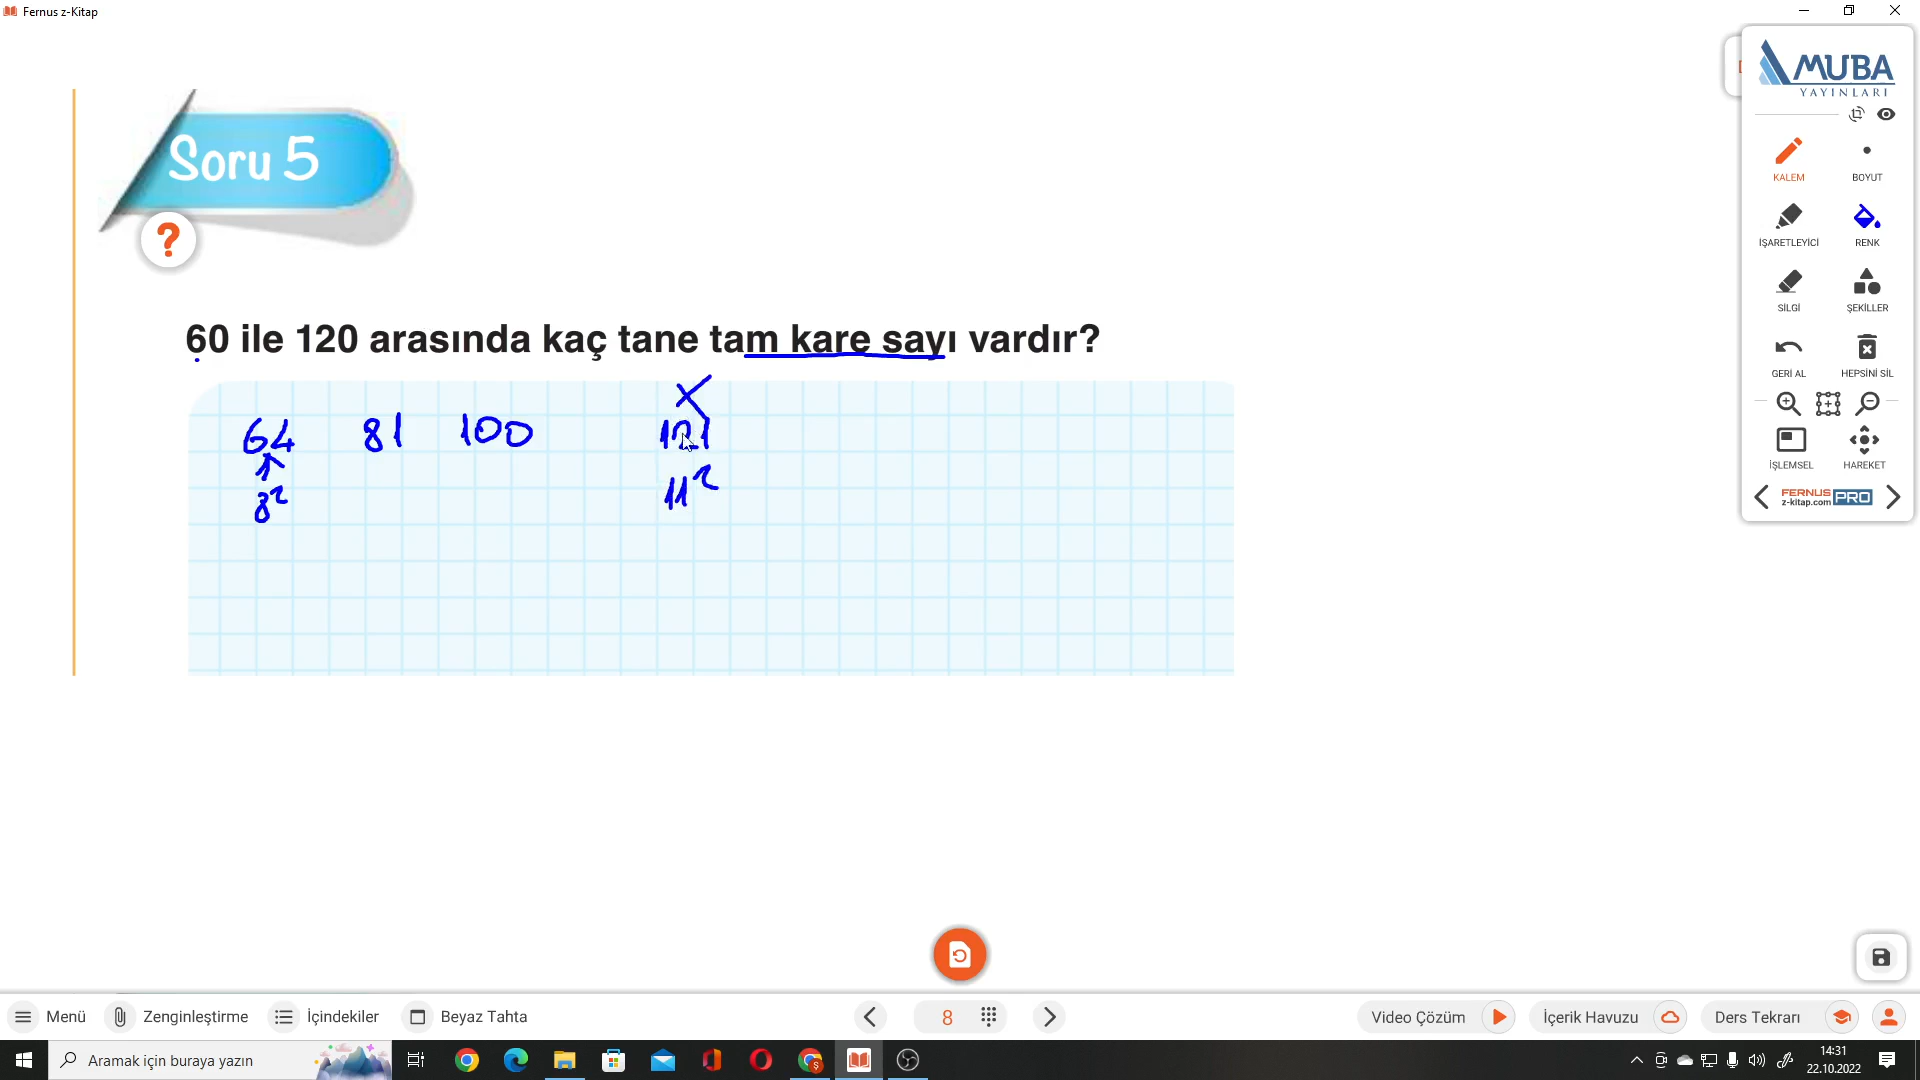 Fernus z-Kitap
MUBA
YAYINLARI
Soru 5
?
KALEM BOYUT
İŞARETLEYİCİ RENK
SİLGİ ŞEKİLLER
GERİ AL HEPSİNİ SİL
İŞLEMSEL HAREKET
FERNUS
z-kitap.com PRO
60 ile 120 arasında kaç tane tam kare sayı vardır?
X
64 81 100 121
8² 11²
Menü Zenginleştirme İçindekiler Beyaz Tahta 8 Video Çözüm İçerik Havuzu Ders Tekrarı
Aramak için buraya yazın
14:31
22.10.2022